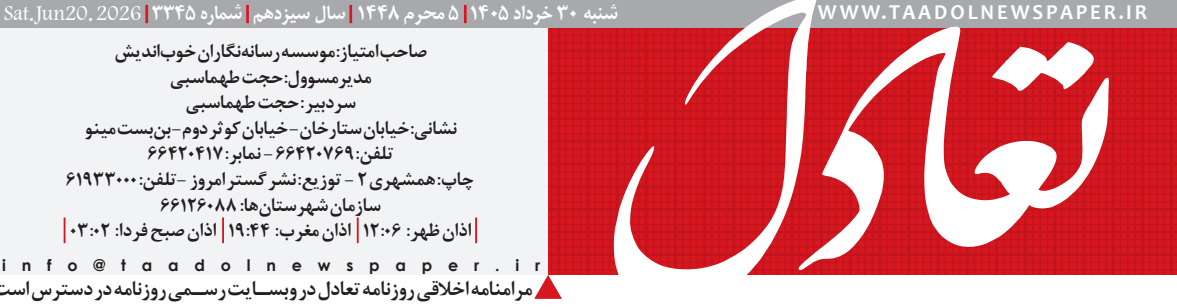 WWW.TAADOLNEWSPAPER.IR
شنبه ۳۰ خرداد ۱۴۰۵ | ۵ محرم ۱۴۴۸ | سال سیزدهم | شماره ۳۳۴۵ | Sat.Jun20. 2026
تعادل
صاحب‌امتیاز:موسسه رسانه‌نگاران خوب‌اندیش
مدیرمسوول:حجت طهماسبی
سردبیر:حجت طهماسبی
نشانی:خیابان ستارخان-خیابان کوثر دوم-بن‌بست مینو
تلفن:۶۶۴۲۰۷۶۹ - نمابر:۶۶۴۲۰۴۱۷
چاپ:همشهری ۲ - توزیع:نشر گستر امروز -تلفن:۶۱۹۳۳۰۰۰
سازمان شهرستان‌ها: ۶۶۱۲۶۰۸۸
| اذان ظهر: ۱۲:۰۶ | اذان مغرب: ۱۹:۴۴ | اذان صبح فردا: ۰۳:۰۲ |
info@taadolnewspaper.ir
مرامنامه اخلاقی روزنامه تعادل در وبســایت رســمی روزنامه در دسترس است